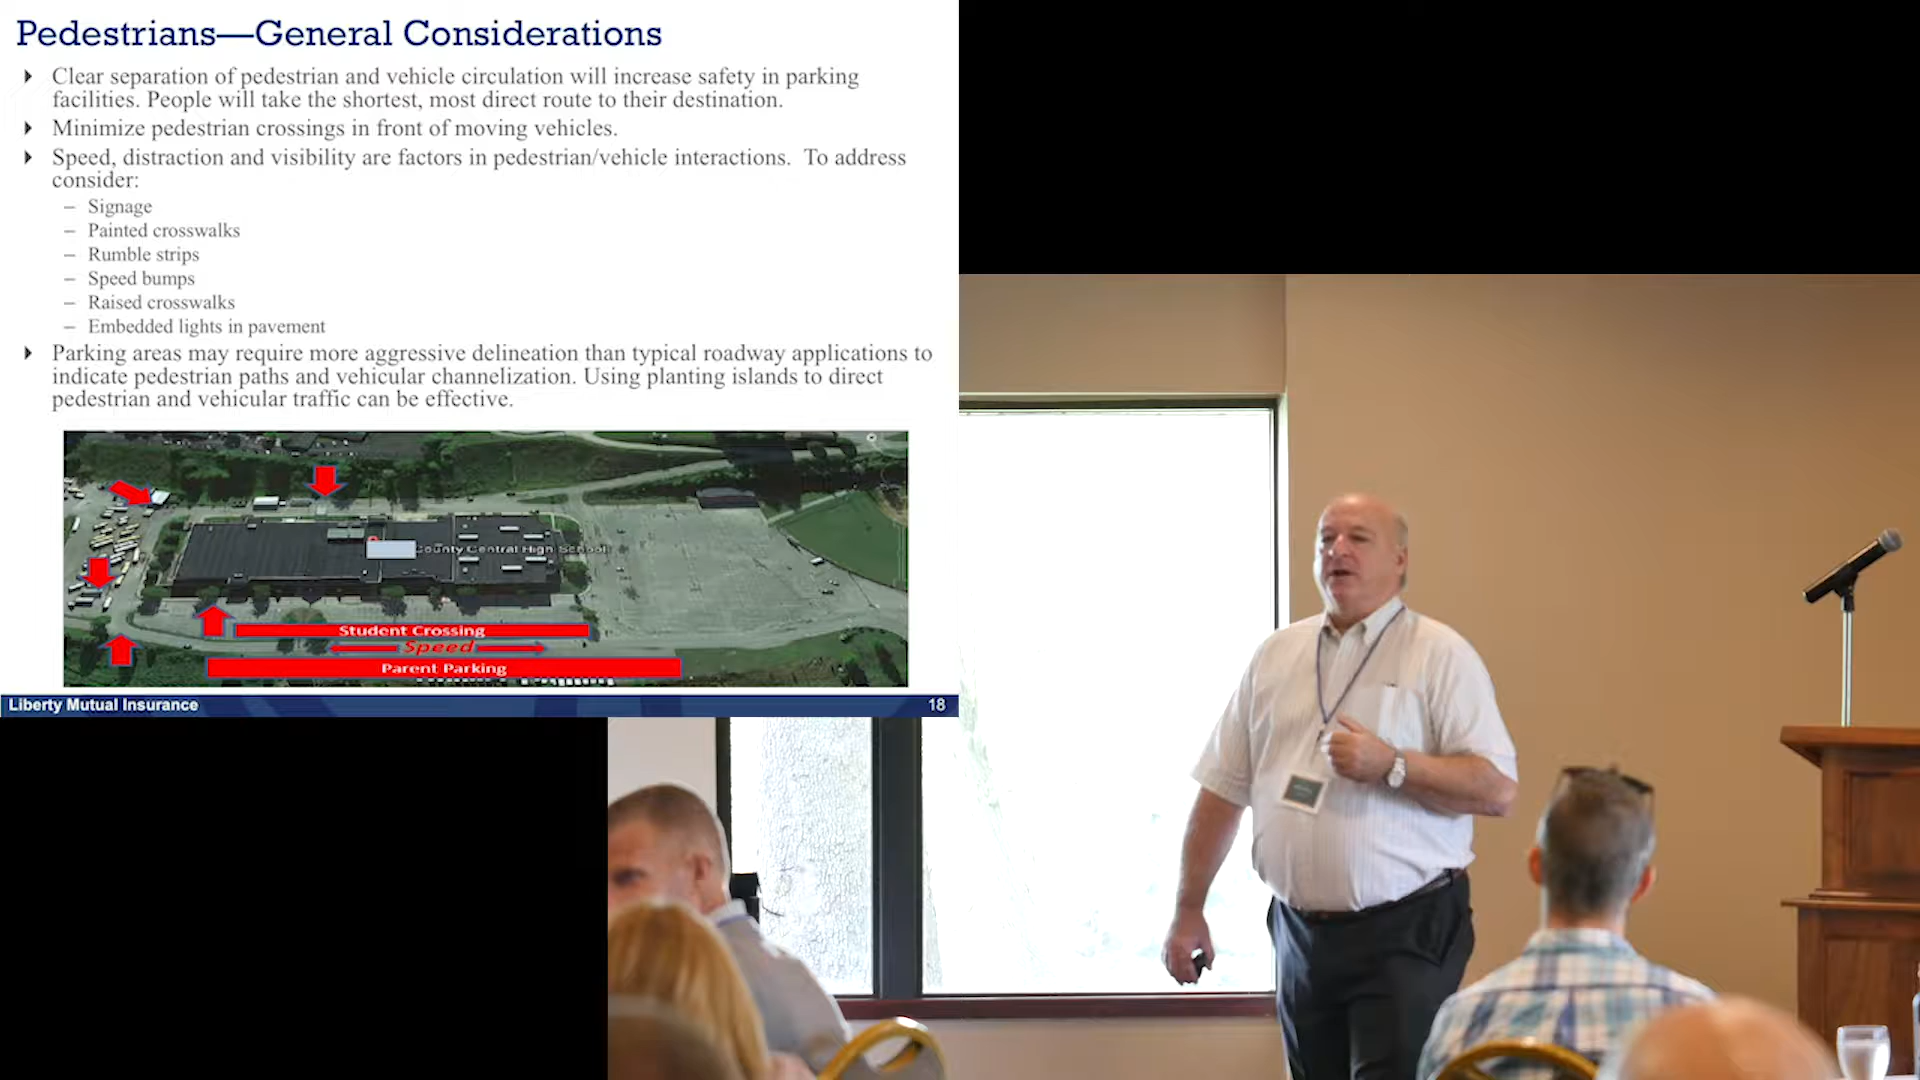 Pedestrians—General Considerations
Clear separation of pedestrian and vehicle circulation will increase safety in parking
facilities. People will take the shortest, most direct route to their destination.
Minimize pedestrian crossings in front of moving vehicles.
Speed, distraction and visibility are factors in pedestrian/vehicle interactions. To address
consider:
– Signage
– Painted crosswalks
– Rumble strips
– Speed bumps
– Raised crosswalks
– Embedded lights in pavement
Parking areas may require more aggressive delineation than typical roadway applications to
indicate pedestrian paths and vehicular channelization. Using planting islands to direct
pedestrian and vehicular traffic can be effective.
County Central High School
Student Crossing
Speed
Parent Parking
Liberty Mutual Insurance 18